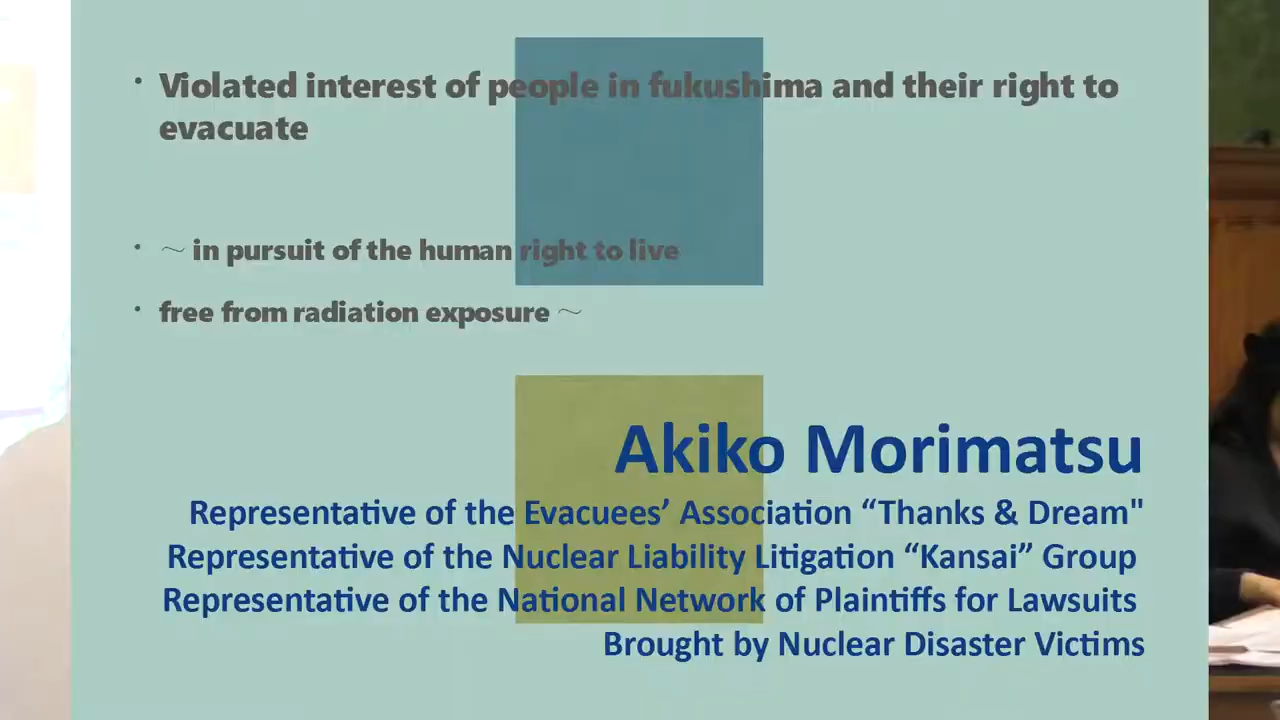 • Violated interest of people in fukushima and their right to
evacuate
• ～ in pursuit of the human right to live
• free from radiation exposure ～
Akiko Morimatsu
Representative of the Evacuees’ Association “Thanks & Dream"
Representative of the Nuclear Liability Litigation “Kansai” Group
Representative of the National Network of Plaintiffs for Lawsuits
Brought by Nuclear Disaster Victims